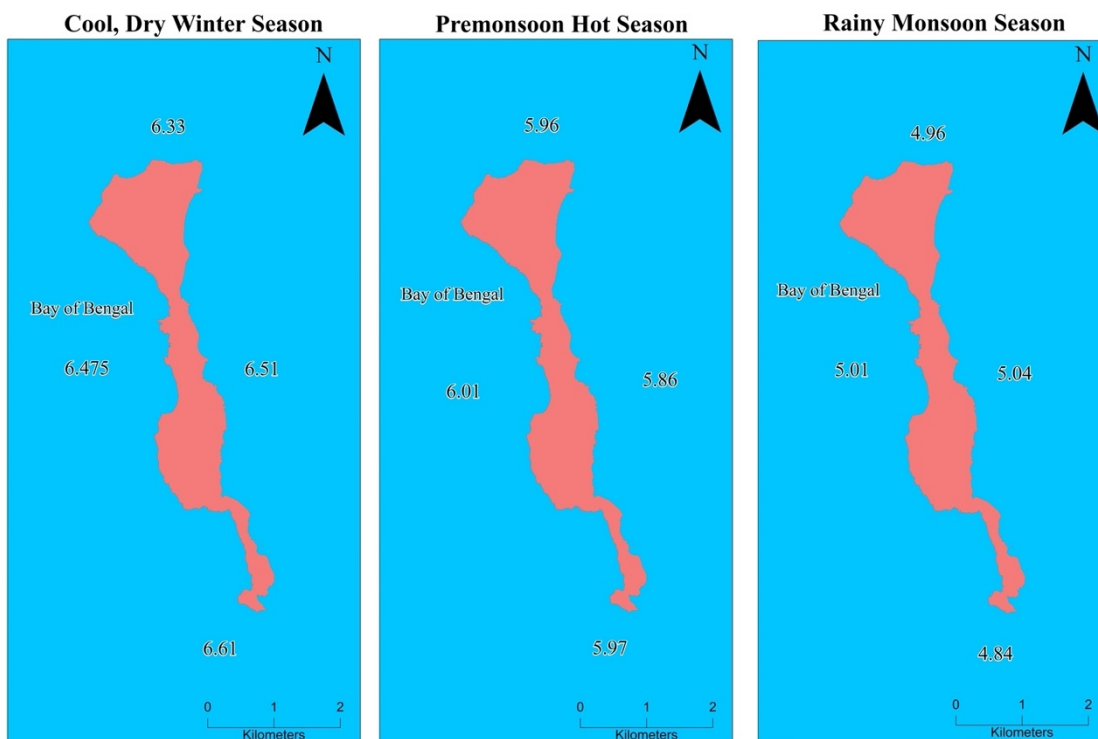 Cool, Dry Winter Season
N
6.33
Bay of Bengal
6.475
6.51
6.61
0 1 2
Kilometers
Premonsoon Hot Season
N
5.96
Bay of Bengal
6.01
5.86
5.97
0 1 2
Kilometers
Rainy Monsoon Season
N
4.96
Bay of Bengal
5.01
5.04
4.84
0 1 2
Kilometers